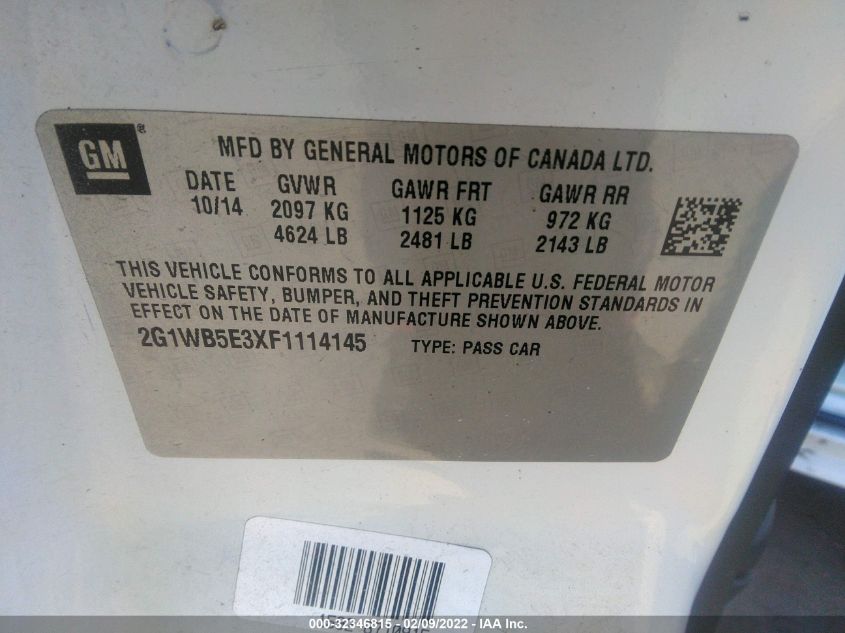 GM®
MFD BY GENERAL MOTORS OF CANADA LTD.
DATE GVWR GAWR FRT GAWR RR
10/14 2097 KG 1125 KG 972 KG
4624 LB 2481 LB 2143 LB
THIS VEHICLE CONFORMS TO ALL APPLICABLE U.S. FEDERAL MOTOR
VEHICLE SAFETY, BUMPER, AND THEFT PREVENTION STANDARDS IN
EFFECT ON THE DATE OF MANUFACTURE SHOWN ABOVE.
2G1WB5E3XF1114145 TYPE: PASS CAR
000-32346815 - 02/09/2022 - IAA Inc.